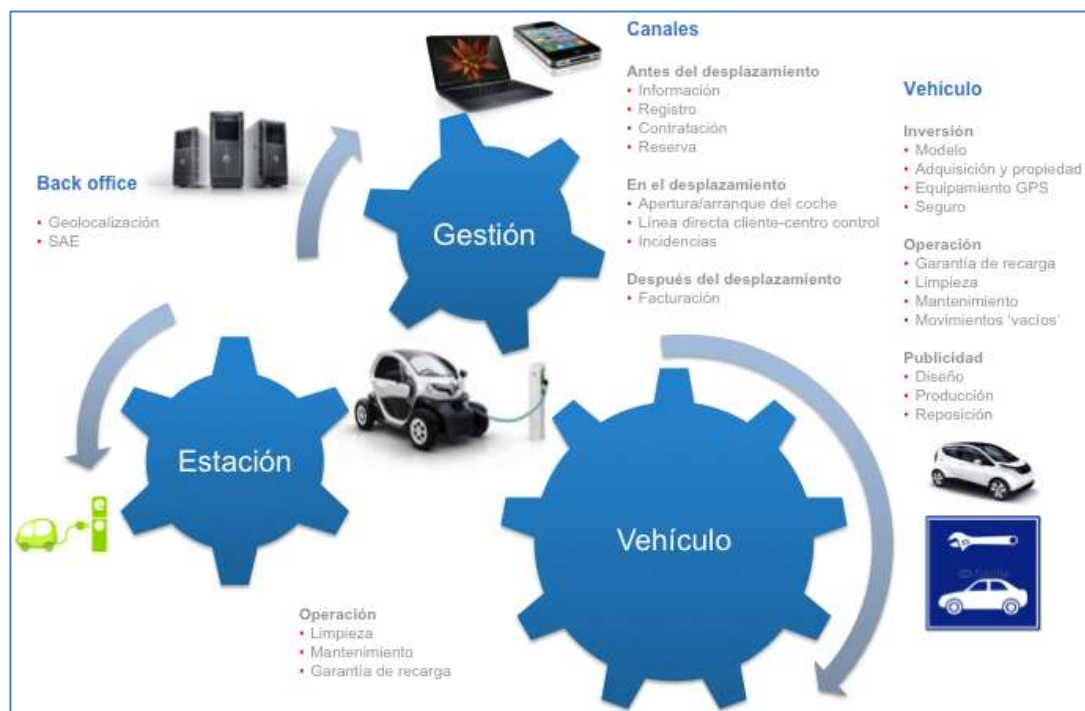 Canales
Antes del desplazamiento
• Información
• Registro
• Contratación
• Reserva
En el desplazamiento
• Apertura/arranque del coche
• Línea directa cliente-centro control
• Incidencias
Después del desplazamiento
• Facturación
Vehículo
Inversión
• Modelo
• Adquisición y propiedad
• Equipamiento GPS
• Seguro
Operación
• Garantía de recarga
• Limpieza
• Mantenimiento
• Movimientos 'vacíos'
Publicidad
• Diseño
• Producción
• Reposición
Back office
• Geolocalización
• SAE
Gestión
Estación
Vehículo
Operación
• Limpieza
• Mantenimiento
• Garantía de recarga